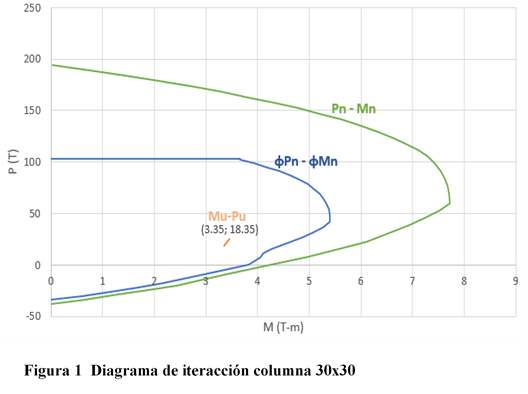 250
200
150
100
50
0
-50
P (T)
Pn - Mn
ϕPn - ϕMn
Mu-Pu
(3.35; 18.35)
0 1 2 3 4 5 6 7 8 9
M (T-m)
Figura 1 Diagrama de iteracción columna 30x30